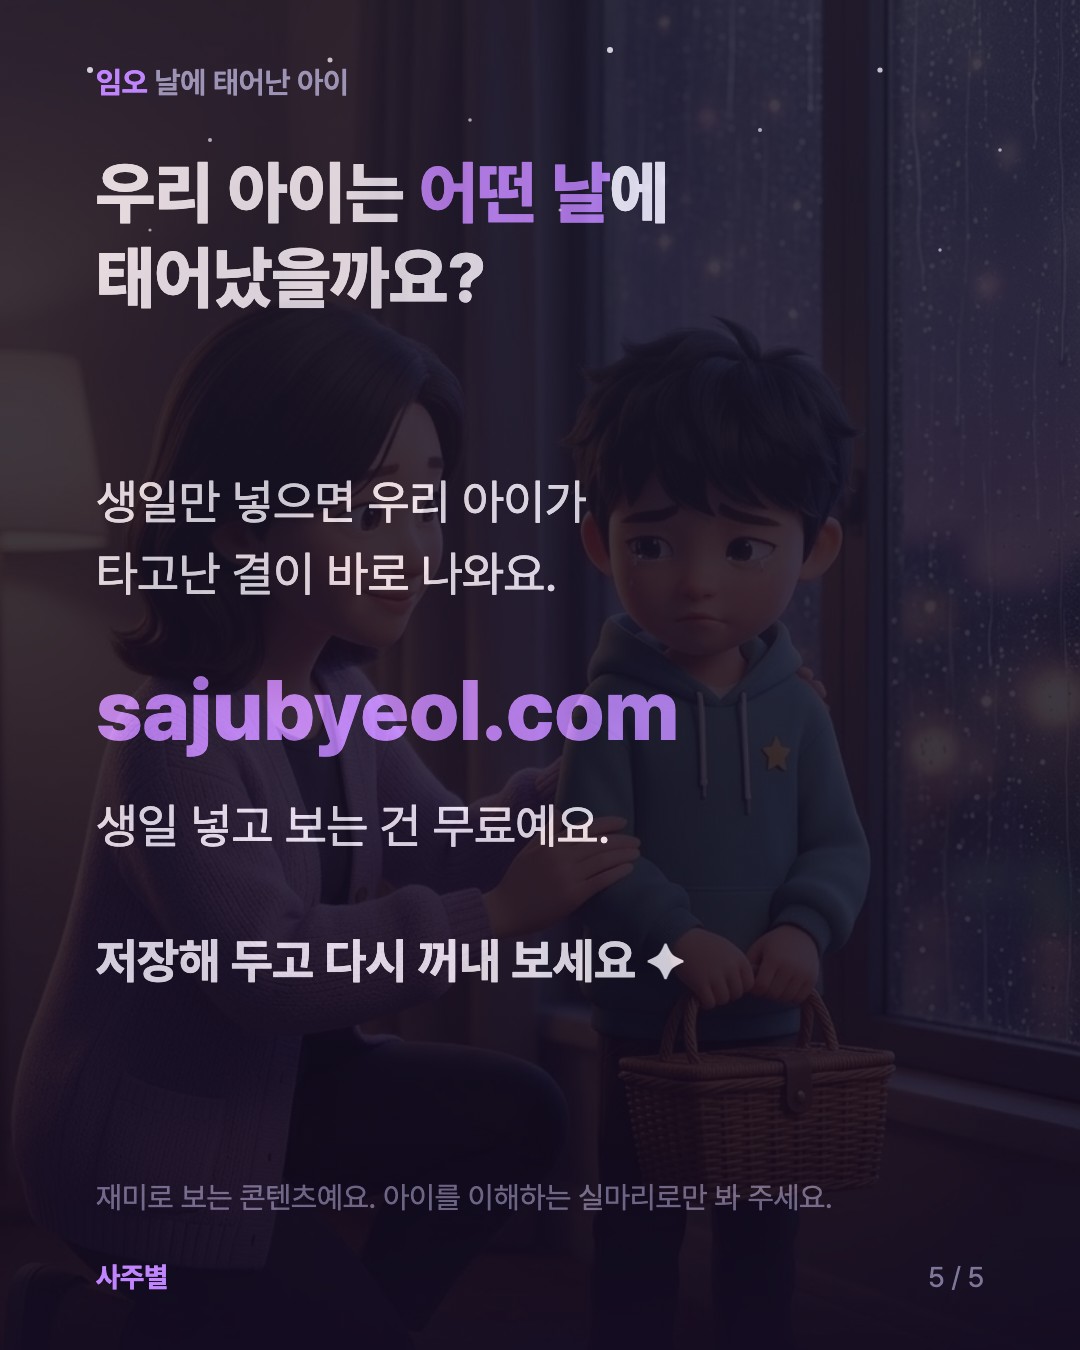 임오 날에 태어난 아이
우리 아이는 어떤 날에
태어났을까요?
생일만 넣으면 우리 아이가
타고난 결이 바로 나와요.
sajubyeol.com
생일 넣고 보는 건 무료예요.
저장해 두고 다시 꺼내 보세요 ✦
재미로 보는 콘텐츠예요. 아이를 이해하는 실마리로만 봐 주세요.
사주별
5 / 5